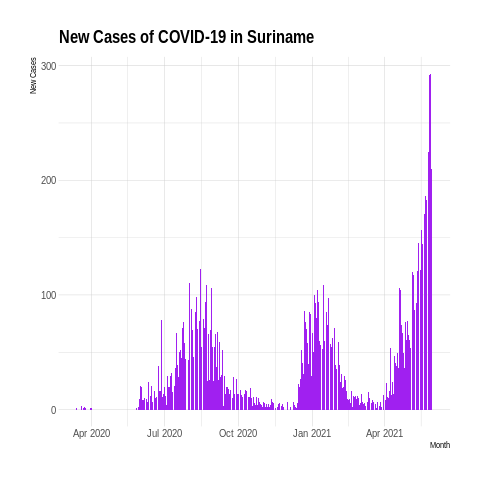 New Cases of COVID-19 in Suriname
New Cases
300
200
100
0
Apr 2020 Jul 2020 Oct 2020 Jan 2021 Apr 2021
Month